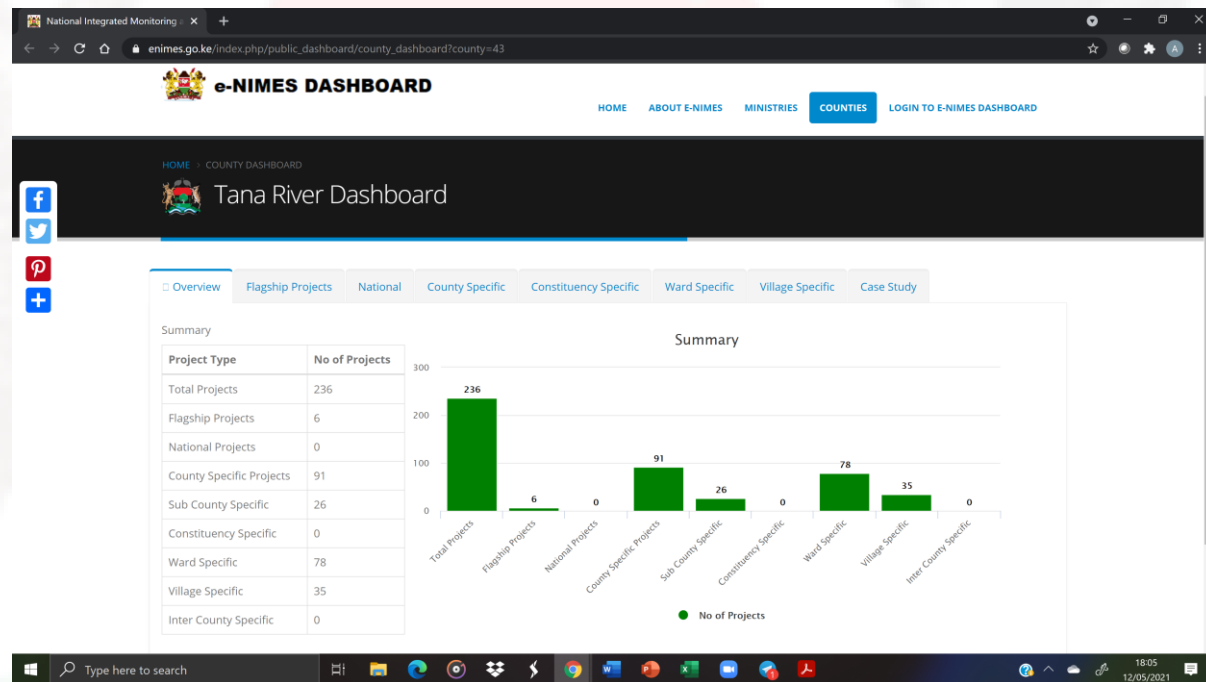 National Integrated Monitoring a
enimes.go.ke/index.php/public_dashboard/county_dashboard?county=43
A
e-NIMES DASHBOARD
HOME ABOUT E-NIMES MINISTRIES COUNTIES LOGIN TO E-NIMES DASHBOARD
HOME > COUNTY DASHBOARD
Tana River Dashboard
Overview Flagship Projects National County Specific Constituency Specific Ward Specific Village Specific Case Study
Summary
Project Type No of Projects
Total Projects 236
Flagship Projects 6
National Projects 0
County Specific Projects 91
Sub County Specific 26
Constituency Specific 0
Ward Specific 78
Village Specific 35
Inter County Specific 0
Summary
300
200
100
0
236
6
0
91
26
0
78
35
0
Total Projects
Flagship Projects
National Projects
County Specific Projects
Sub County Specific
Constituency Specific
Ward Specific
Village Specific
Inter County Specific
No of Projects
Type here to search
18:05
12/05/2021